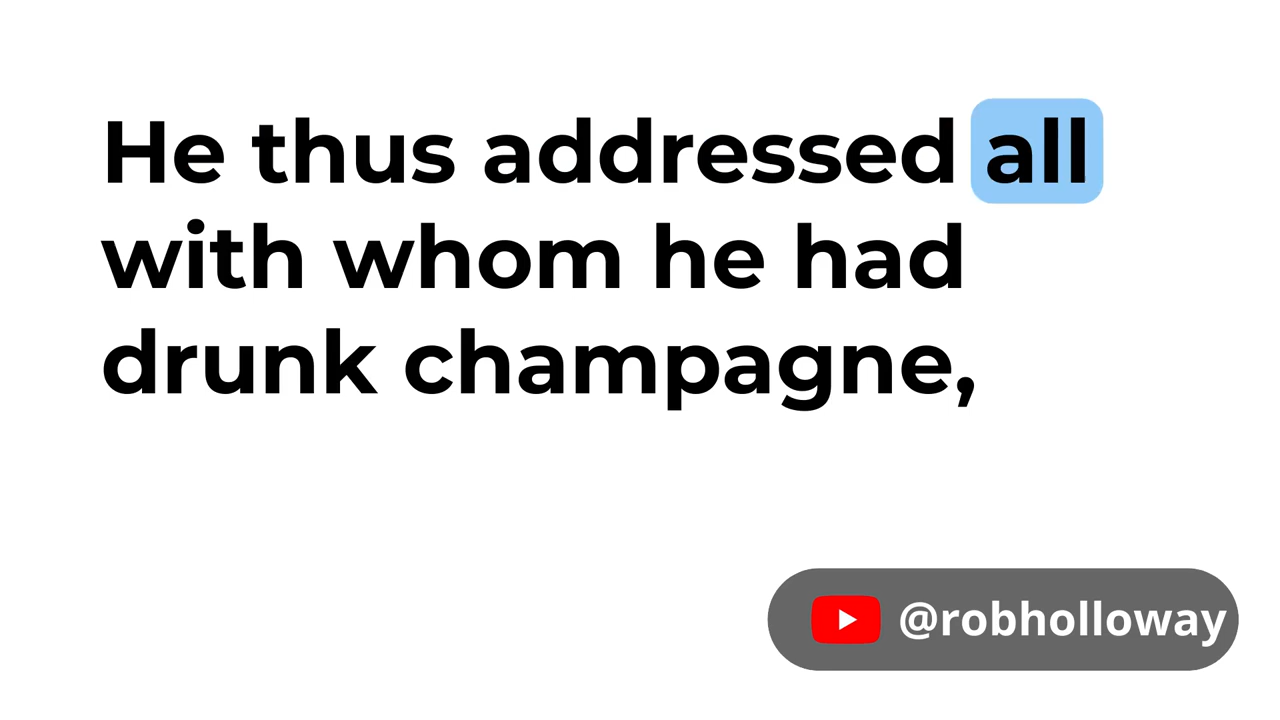 He thus addressed all
with whom he had
drunk champagne,
@robholloway